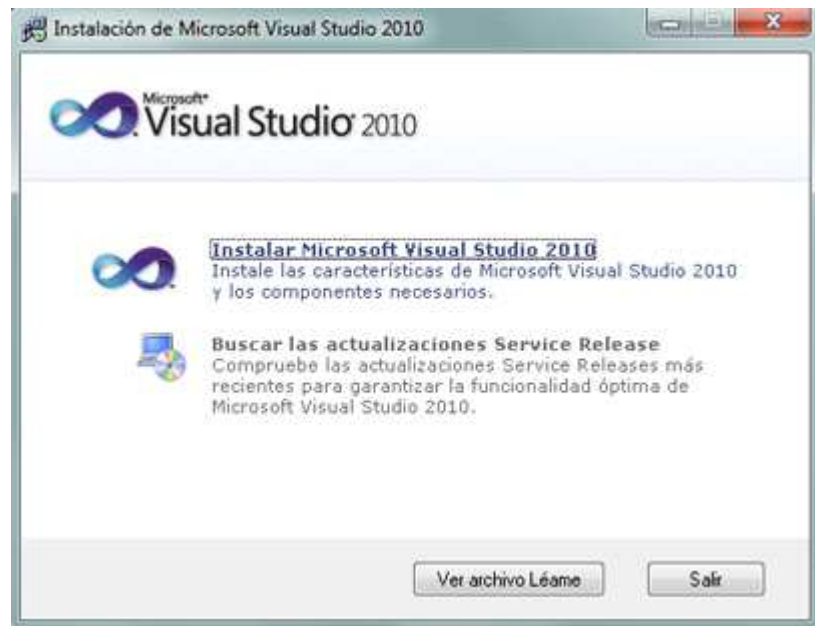 Instalación de Microsoft Visual Studio 2010
Microsoft®
Visual Studio® 2010
Instalar Microsoft Visual Studio 2010
Instale las características de Microsoft Visual Studio 2010
y los componentes necesarios.
Buscar las actualizaciones Service Release
Compruebe las actualizaciones Service Releases más
recientes para garantizar la funcionalidad óptima de
Microsoft Visual Studio 2010.
Ver archivo Léame
Salir